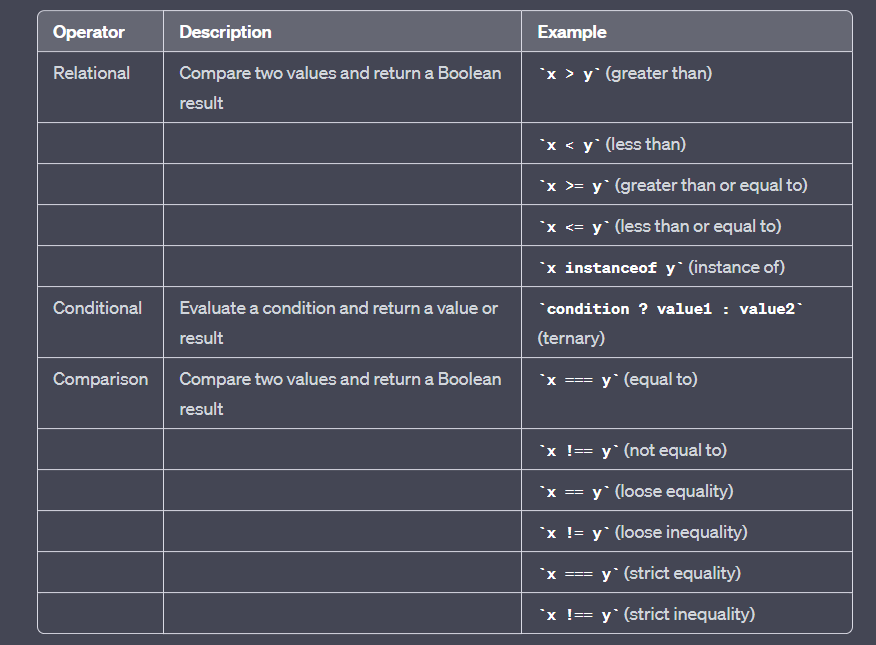 Operator Description Example
Relational Compare two values and return a Boolean `x > y` (greater than)
result
`x < y` (less than)
`x >= y` (greater than or equal to)
`x <= y` (less than or equal to)
`x instanceof y` (instance of)
Conditional Evaluate a condition and return a value or `condition ? value1 : value2`
result (ternary)
Comparison Compare two values and return a Boolean `x === y` (equal to)
result
`x !== y` (not equal to)
`x == y` (loose equality)
`x != y` (loose inequality)
`x === y` (strict equality)
`x !== y` (strict inequality)